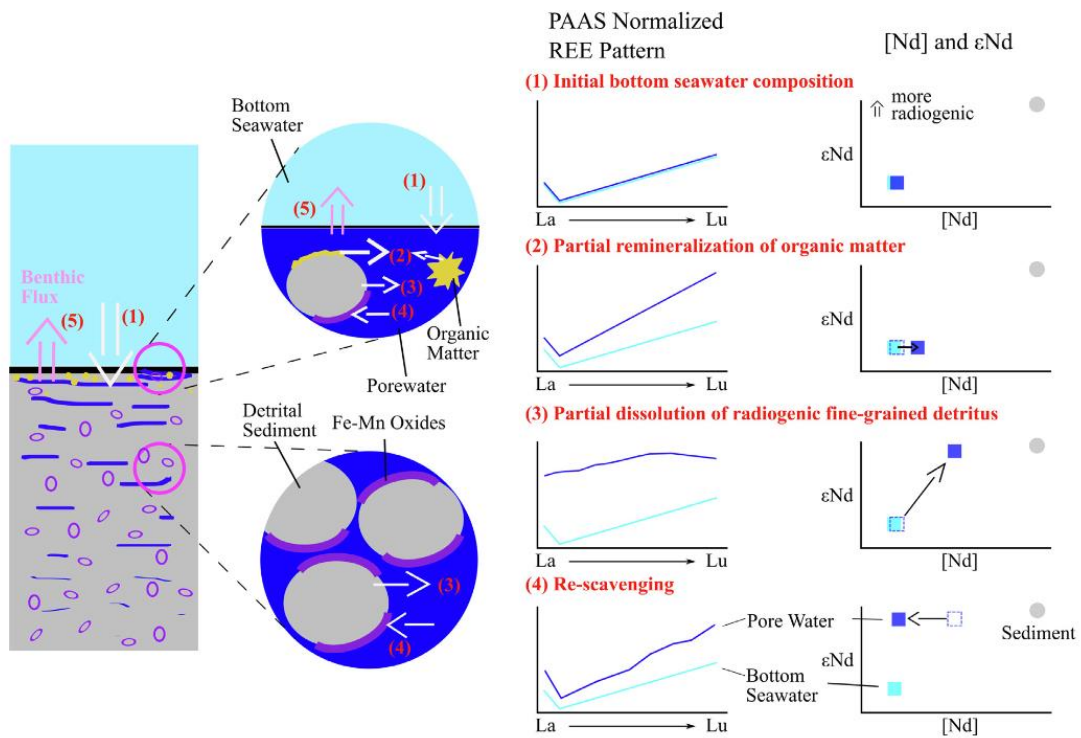 PAAS Normalized
REE Pattern
[Nd] and εNd
Bottom
Seawater
(1)
(5)
(2)
(3)
(4)
Organic
Matter
Porewater
Benthic
Flux
(5)
(1)
Detrital
Sediment
Fe-Mn Oxides
(3)
(4)
(1) Initial bottom seawater composition
La
Lu
more
radiogenic
εNd
[Nd]
(2) Partial remineralization of organic matter
La
Lu
εNd
[Nd]
(3) Partial dissolution of radiogenic fine-grained detritus
La
Lu
εNd
[Nd]
(4) Re-scavenging
Pore Water
Bottom
Seawater
La
Lu
Sediment
εNd
[Nd]